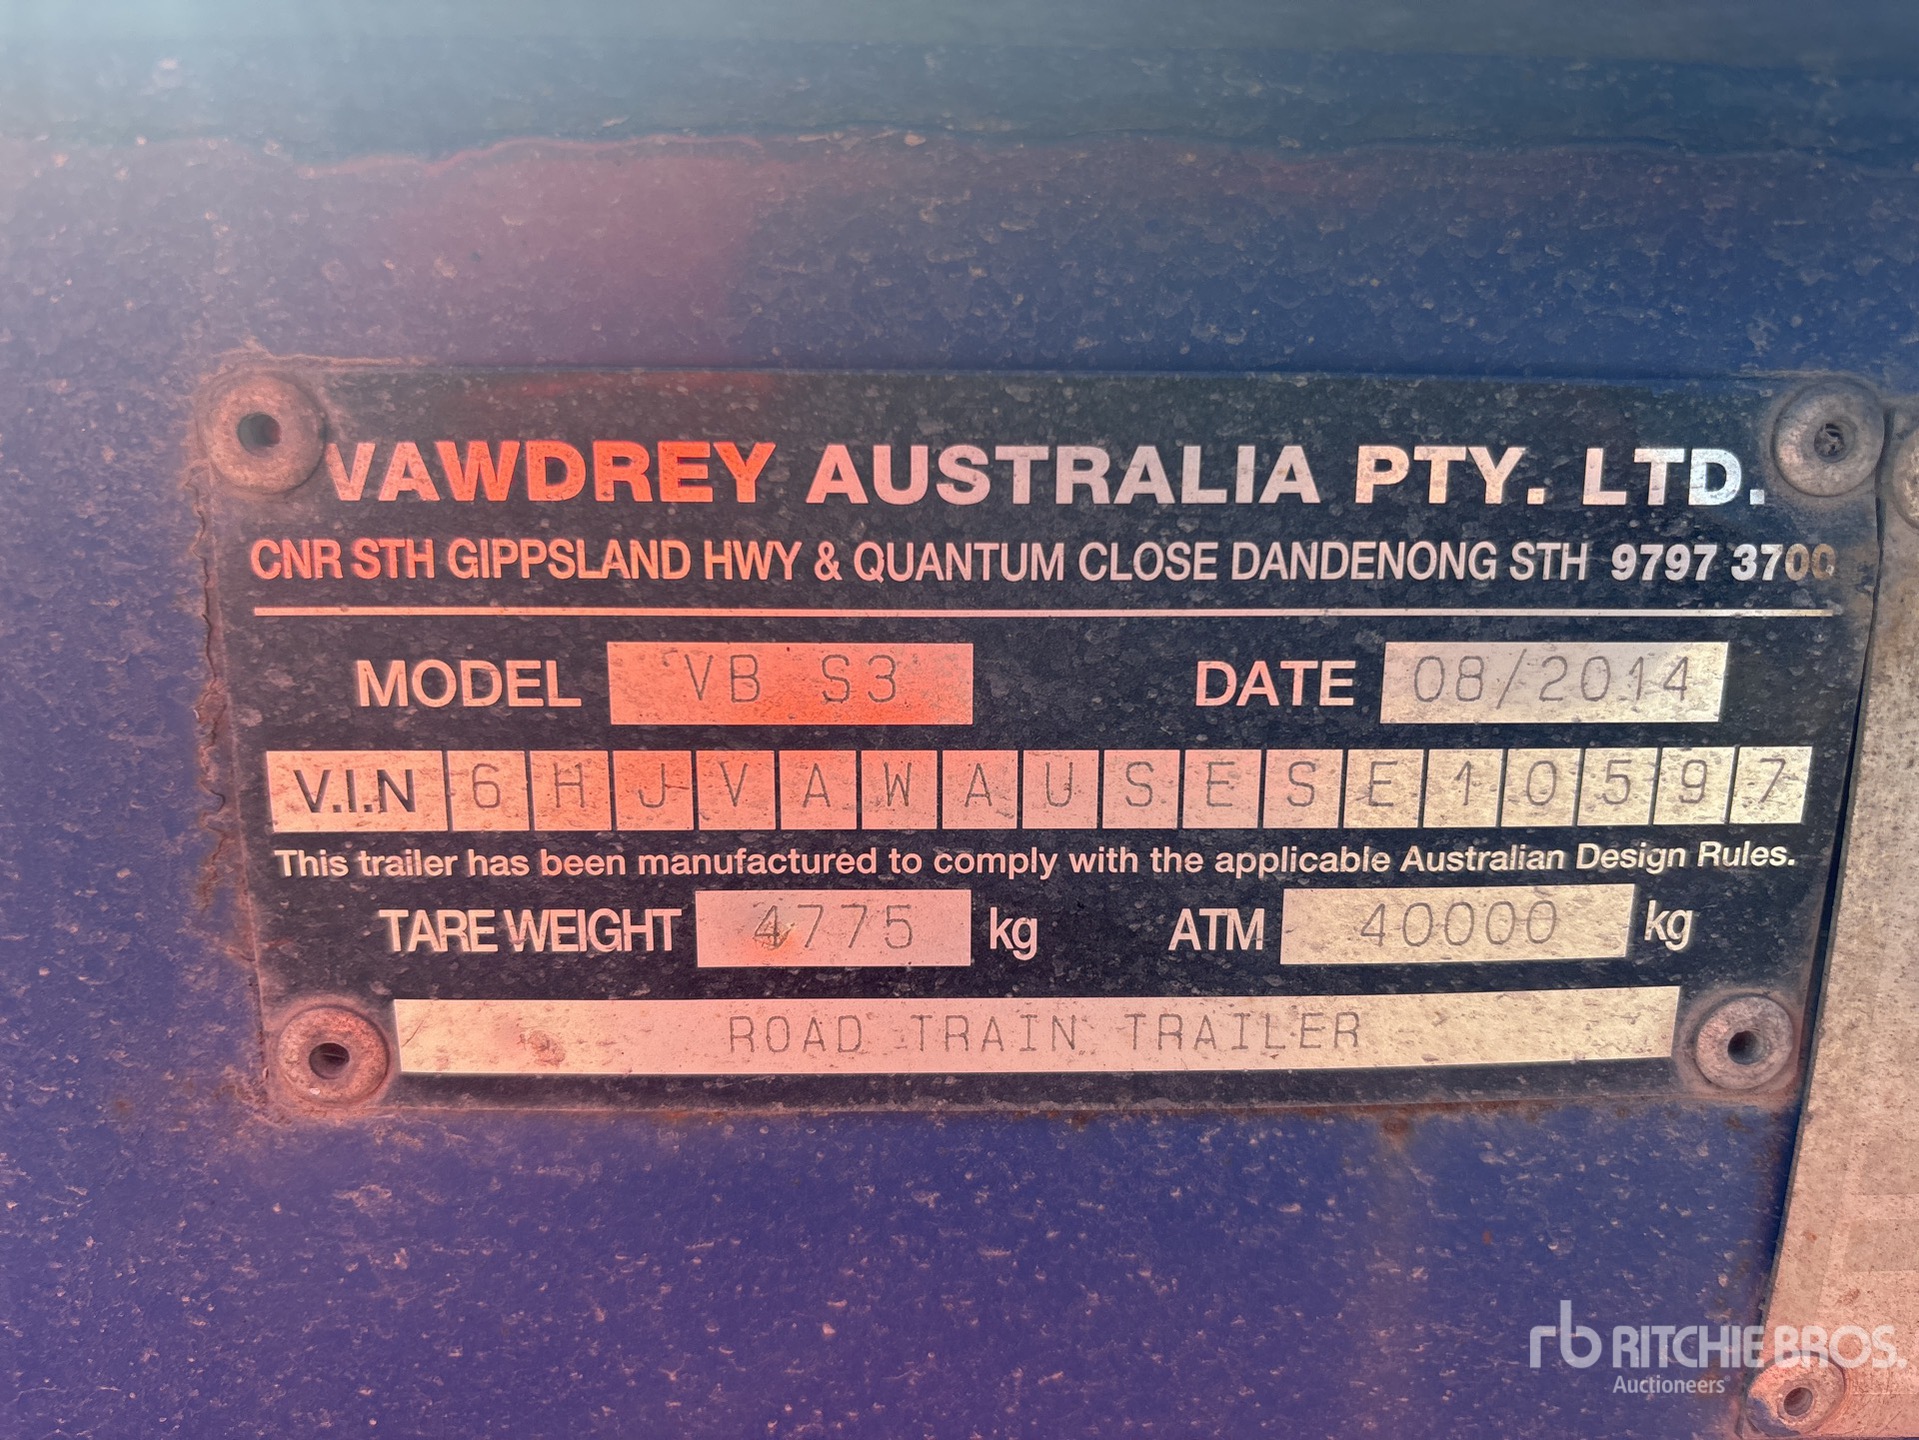 VAWDREY AUSTRALIA PTY. LTD.
CNR STH GIPPSLAND HWY & QUANTUM CLOSE DANDENONG STH 9797 3700
MODEL VB S3 DATE 08/2014
V.I.N 6HJVAWAUSESE10597
This trailer has been manufactured to comply with the applicable Australian Design Rules.
TARE WEIGHT 4775 kg ATM 40000 kg
ROAD TRAIN TRAILER
rb RITCHIE BROS.
Auctioneers